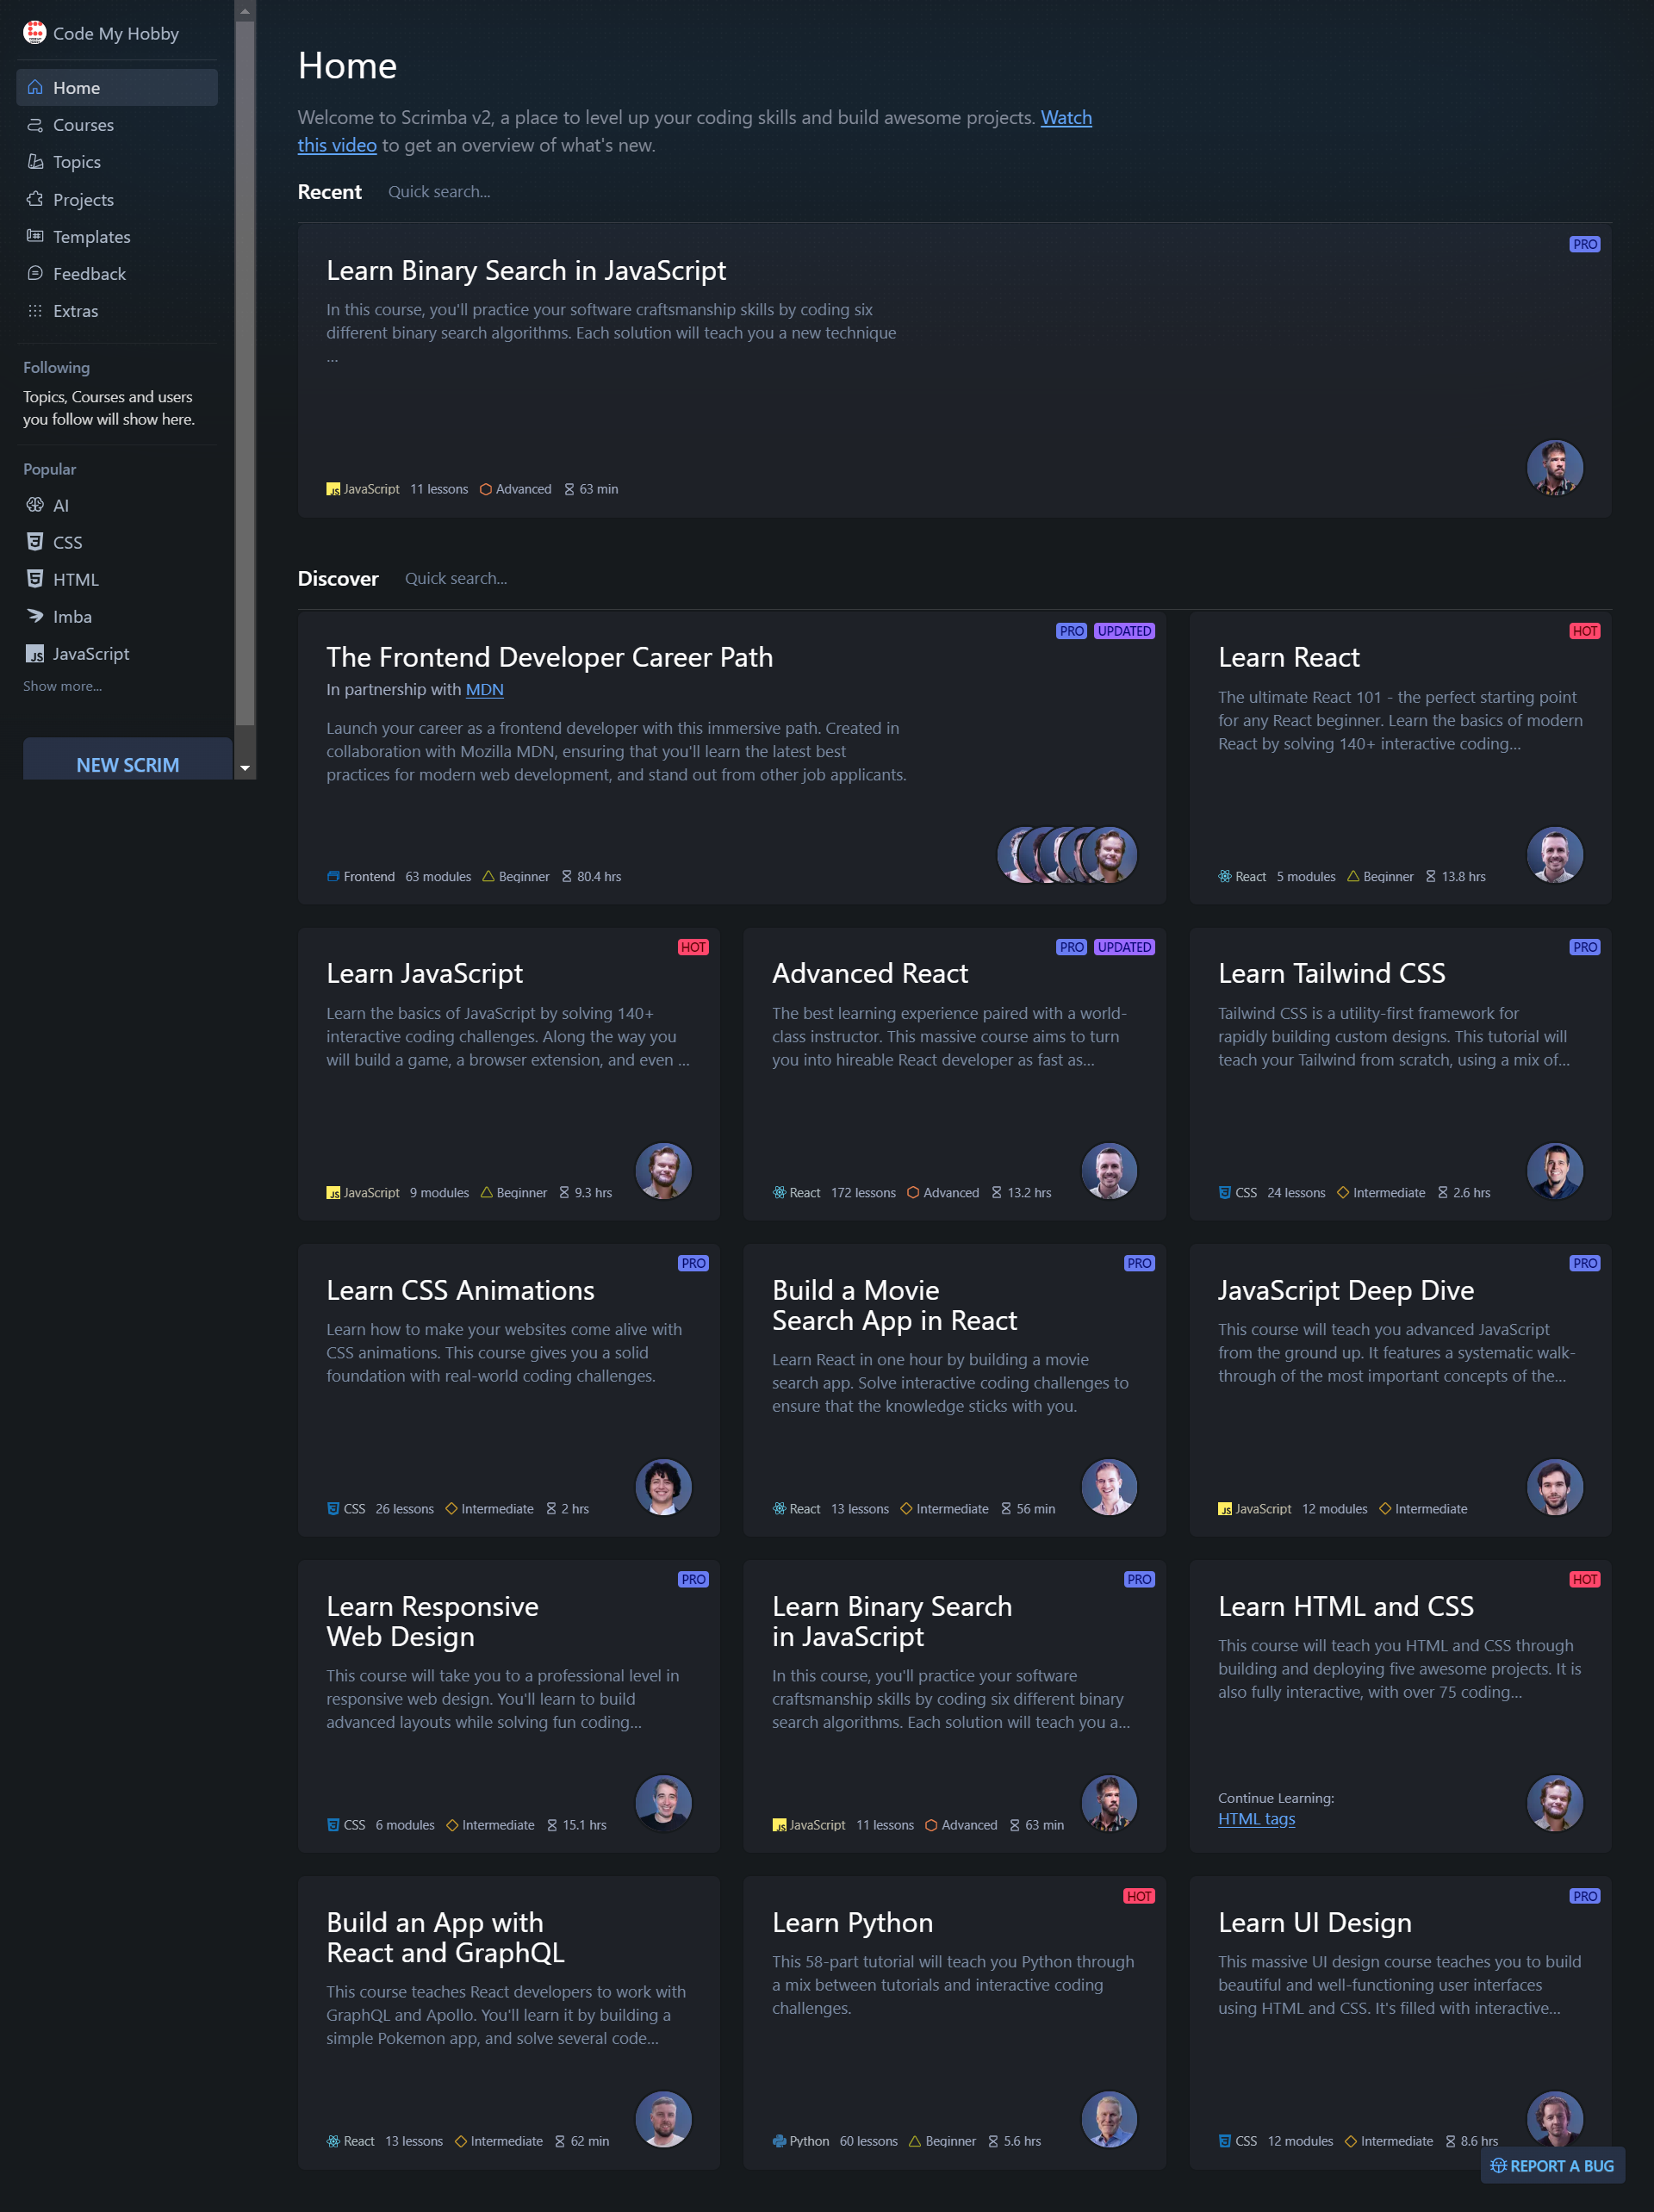 Code My Hobby
Home
Courses
Topics
Projects
Templates
Feedback
Extras
Following
Topics, Courses and users
you follow will show here.
Popular
AI
CSS
HTML
Imba
JavaScript
Show more...
NEW SCRIM
Home
Welcome to Scrimba v2, a place to level up your coding skills and build awesome projects. Watch
this video to get an overview of what's new.
Recent Quick search...
PRO
Learn Binary Search in JavaScript
In this course, you'll practice your software craftsmanship skills by coding six
different binary search algorithms. Each solution will teach you a new technique
...
JavaScript 11 lessons Advanced 63 min
Discover Quick search...
PRO UPDATED
The Frontend Developer Career Path
In partnership with MDN
Launch your career as a frontend developer with this immersive path. Created in
collaboration with Mozilla MDN, ensuring that you'll learn the latest best
practices for modern web development, and stand out from other job applicants.
Frontend 63 modules Beginner 80.4 hrs
HOT
Learn React
The ultimate React 101 - the perfect starting point
for any React beginner. Learn the basics of modern
React by solving 140+ interactive coding...
React 5 modules Beginner 13.8 hrs
HOT
Learn JavaScript
Learn the basics of JavaScript by solving 140+
interactive coding challenges. Along the way you
will build a game, a browser extension, and even ...
JavaScript 9 modules Beginner 9.3 hrs
PRO UPDATED
Advanced React
The best learning experience paired with a world-
class instructor. This massive course aims to turn
you into hireable React developer as fast as...
React 172 lessons Advanced 13.2 hrs
PRO
Learn Tailwind CSS
Tailwind CSS is a utility-first framework for
rapidly building custom designs. This tutorial will
teach your Tailwind from scratch, using a mix of...
CSS 24 lessons Intermediate 2.6 hrs
PRO
Learn CSS Animations
Learn how to make your websites come alive with
CSS animations. This course gives you a solid
foundation with real-world coding challenges.
CSS 26 lessons Intermediate 2 hrs
PRO
Build a Movie
Search App in React
Learn React in one hour by building a movie
search app. Solve interactive coding challenges to
ensure that the knowledge sticks with you.
React 13 lessons Intermediate 56 min
PRO
JavaScript Deep Dive
This course will teach you advanced JavaScript
from the ground up. It features a systematic walk-
through of the most important concepts of the...
JavaScript 12 modules Intermediate
PRO
Learn Responsive
Web Design
This course will take you to a professional level in
responsive web design. You'll learn to build
advanced layouts while solving fun coding...
CSS 6 modules Intermediate 15.1 hrs
PRO
Learn Binary Search
in JavaScript
In this course, you'll practice your software
craftsmanship skills by coding six different binary
search algorithms. Each solution will teach you a...
JavaScript 11 lessons Advanced 63 min
HOT
Learn HTML and CSS
This course will teach you HTML and CSS through
building and deploying five awesome projects. It is
also fully interactive, with over 75 coding...
Continue Learning:
HTML tags
Build an App with
React and GraphQL
This course teaches React developers to work with
GraphQL and Apollo. You'll learn it by building a
simple Pokemon app, and solve several code...
React 13 lessons Intermediate 62 min
HOT
Learn Python
This 58-part tutorial will teach you Python through
a mix between tutorials and interactive coding
challenges.
Python 60 lessons Beginner 5.6 hrs
PRO
Learn UI Design
This massive UI design course teaches you to build
beautiful and well-functioning user interfaces
using HTML and CSS. It's filled with interactive...
CSS 12 modules Intermediate 8.6 hrs
REPORT A BUG